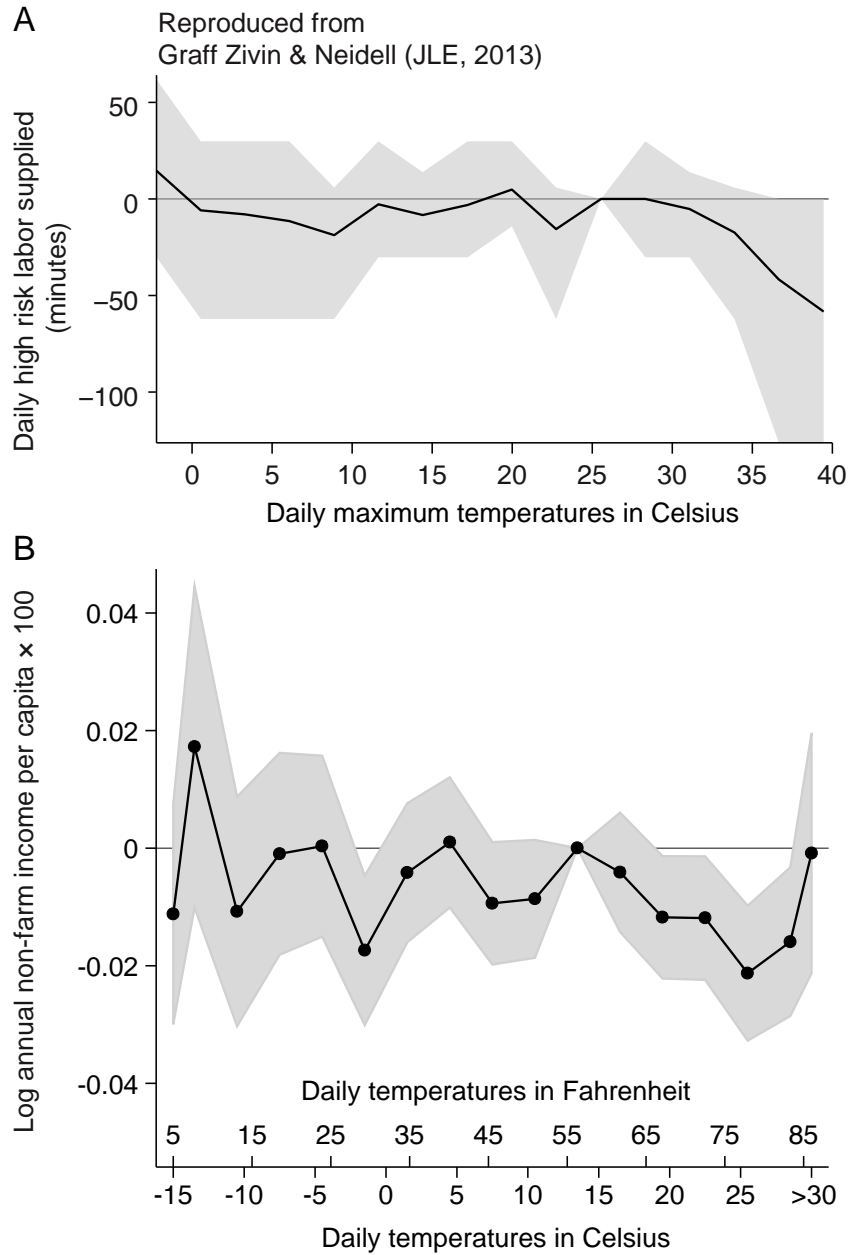 A
Reproduced from
Graff Zivin & Neidell (JLE, 2013)
Daily high risk labor supplied
(minutes)
50
0
−50
−100
0 5 10 15 20 25 30 35 40
Daily maximum temperatures in Celsius
B
Log annual non-farm income per capita × 100
0.04
0.02
0
-0.02
-0.04
Daily temperatures in Fahrenheit
5 15 25 35 45 55 65 75 85
-15 -10 -5 0 5 10 15 20 25 >30
Daily temperatures in Celsius